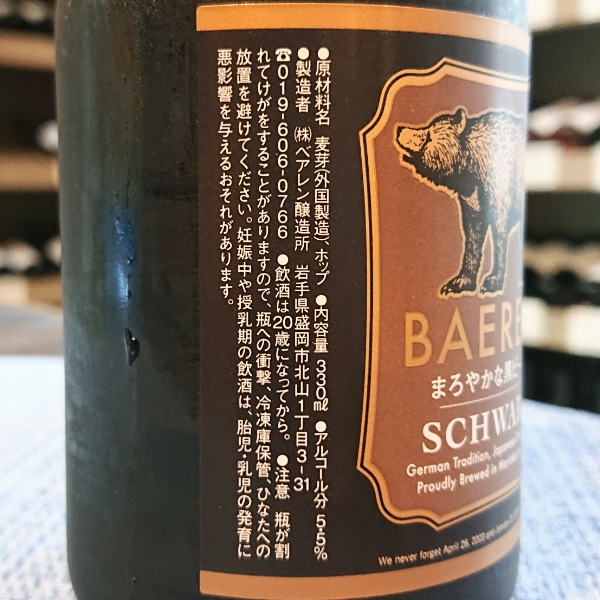 ●原材料名 麦芽(外国製造)、ホップ ●内容量 330ml ●アルコール分 5.5%
●製造者 ㈱ベアレン醸造所 岩手県盛岡市北山1丁目3-31
☎019-606-0766 ●飲酒は20歳になってから。 ●注意 瓶が割
れてけがをすることがありますので、瓶への衝撃、冷凍庫保管、ひなたへの
放置を避けてください。妊娠中や授乳期の飲酒は、胎児・乳児の発育に
悪影響を与えるおそれがあります。
BAERE
まろやかな黒ビ
SCHWA
German Tradition, Japanese
Proudly Brewed in
We never forget April 26, 2003 and